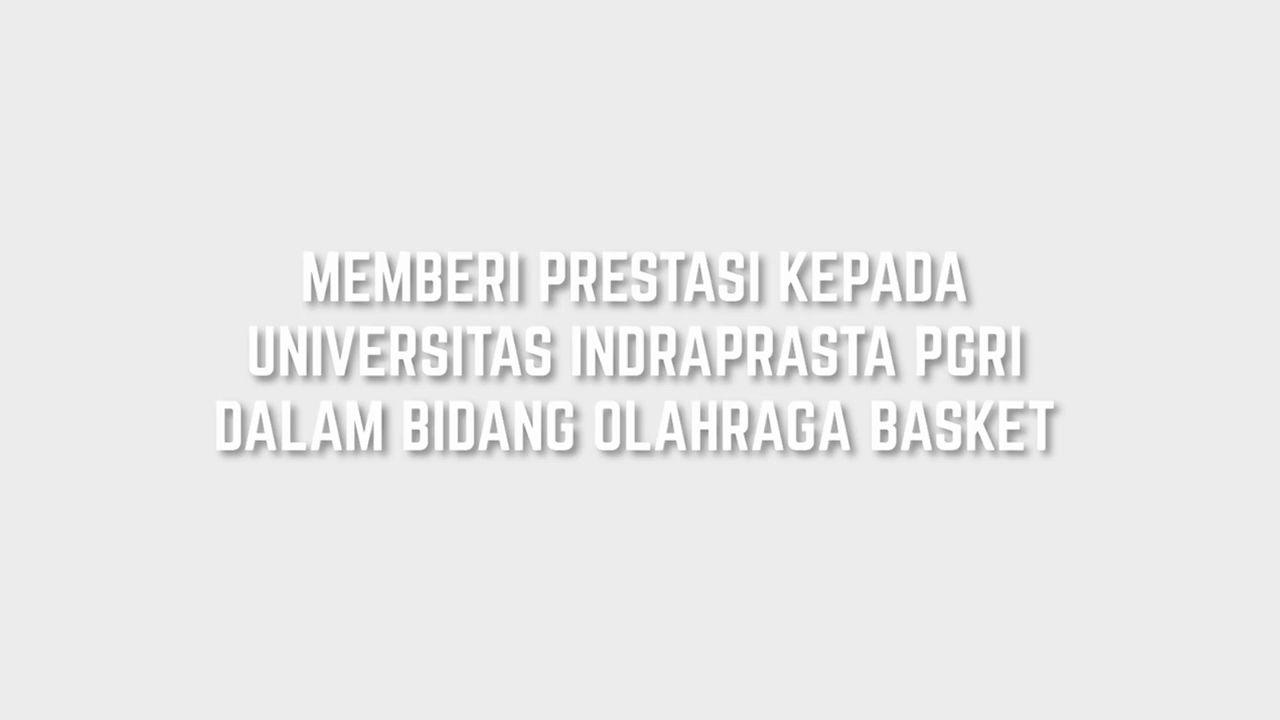 MEMBERI PRESTASI KEPADA
UNIVERSITAS INDRAPRASTA PGRI
DALAM BIDANG OLAHRAGA BASKET